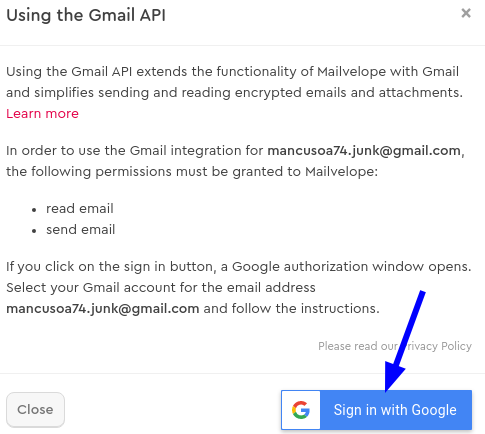 Using the Gmail API ×
Using the Gmail API extends the functionality of Mailvelope with Gmail
and simplifies sending and reading encrypted emails and attachments.
Learn more
In order to use the Gmail integration for mancusoa74.junk@gmail.com,
the following permissions must be granted to Mailvelope:
• read email
• send email
If you click on the sign in button, a Google authorization window opens.
Select your Gmail account for the email address
mancusoa74.junk@gmail.com and follow the instructions.
Please read our Privacy Policy
Close
Sign in with Google